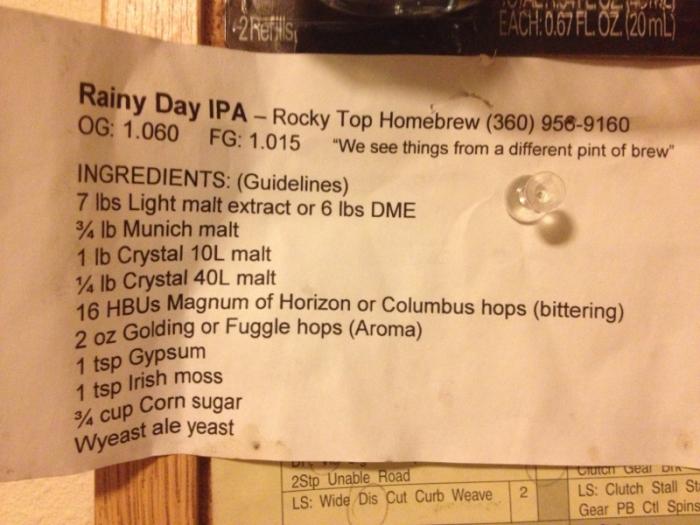 2 Refills
EACH: 0.67 FL. OZ. (20 mL)
Rainy Day IPA – Rocky Top Homebrew (360) 956-9160
OG: 1.060 FG: 1.015 "We see things from a different pint of brew"
INGREDIENTS: (Guidelines)
7 lbs Light malt extract or 6 lbs DME
¾ lb Munich malt
1 lb Crystal 10L malt
¼ lb Crystal 40L malt
16 HBUs Magnum of Horizon or Columbus hops (bittering)
2 oz Golding or Fuggle hops (Aroma)
1 tsp Gypsum
1 tsp Irish moss
¾ cup Corn sugar
Wyeast ale yeast
Clutch Gear
2Stp Unable Road
LS: Wide Dis Cut Curb Weave 2 LS: Clutch Stall
Gear PB Ctl Spins